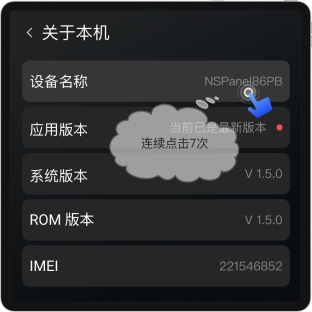 关于本机
设备名称 NSPanel86PB
应用版本 当前已是最新版本
连续点击7次
系统版本 V 1.5.0
ROM 版本 V 1.5.0
IMEI 221546852